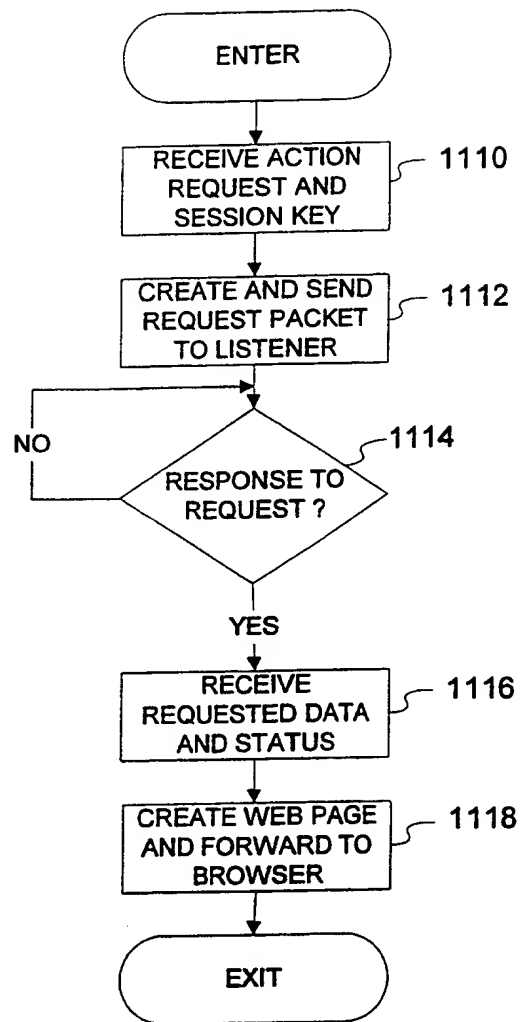 ENTER
RECEIVE ACTION
REQUEST AND
SESSION KEY
1110
CREATE AND SEND
REQUEST PACKET
TO LISTENER
1112
NO
1114
RESPONSE TO
REQUEST ?
YES
RECEIVE
REQUESTED DATA
AND STATUS
1116
CREATE WEB PAGE
AND FORWARD TO
BROWSER
1118
EXIT